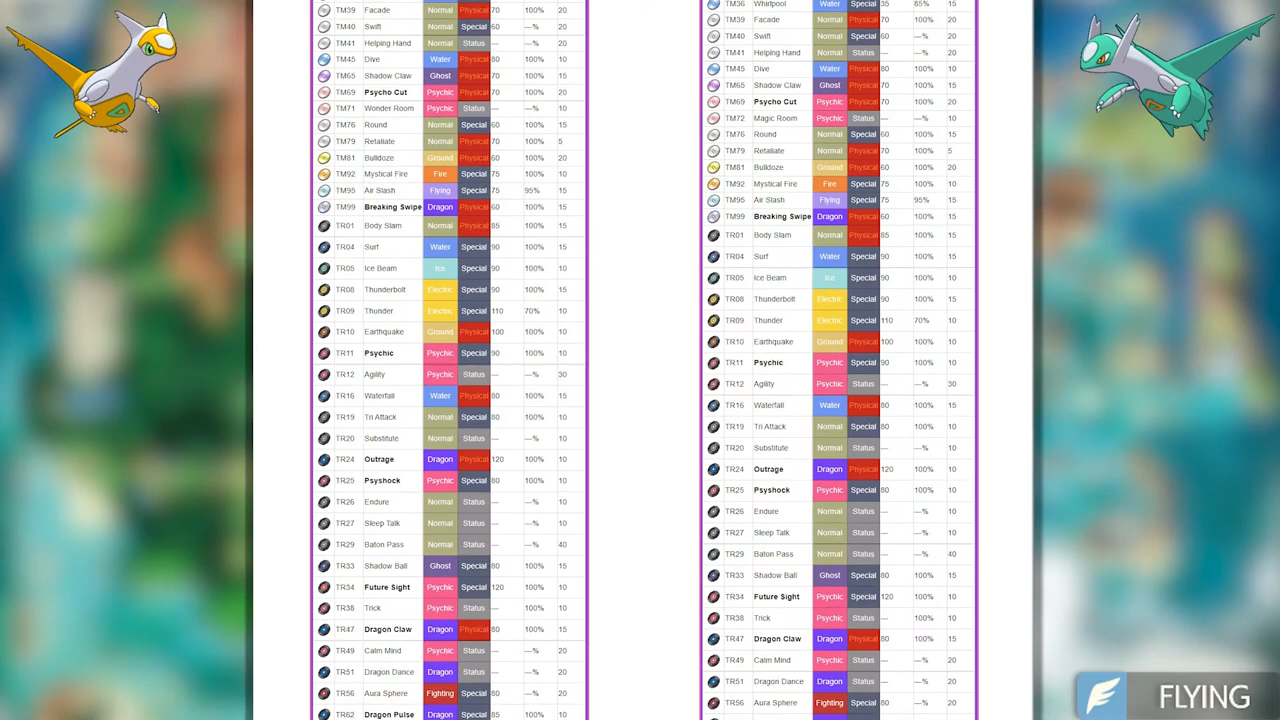 TM39 Facade Normal Physical 70 100% 20
TM40 Swift Normal Special 60 —% 20
TM41 Helping Hand Normal Status — —% 20
TM45 Dive Water Physical 80 100% 10
TM65 Shadow Claw Ghost Physical 70 100% 15
TM69 Psycho Cut Psychic Physical 70 100% 20
TM71 Wonder Room Psychic Status — —% 10
TM76 Round Normal Special 60 100% 15
TM79 Retaliate Normal Physical 70 100% 5
TM81 Bulldoze Ground Physical 60 100% 20
TM92 Mystical Fire Fire Special 75 100% 10
TM95 Air Slash Flying Special 75 95% 15
TM99 Breaking Swipe Dragon Physical 60 100% 15
TR01 Body Slam Normal Physical 85 100% 15
TR04 Surf Water Special 90 100% 15
TR05 Ice Beam Ice Special 90 100% 10
TR08 Thunderbolt Electric Special 90 100% 15
TR09 Thunder Electric Special 110 70% 10
TR10 Earthquake Ground Physical 100 100% 10
TR11 Psychic Psychic Special 90 100% 10
TR12 Agility Psychic Status — —% 30
TR16 Waterfall Water Physical 80 100% 15
TR19 Tri Attack Normal Special 80 100% 10
TR20 Substitute Normal Status — —% 10
TR24 Outrage Dragon Physical 120 100% 10
TR25 Psyshock Psychic Special 80 100% 10
TR26 Endure Normal Status — —% 10
TR27 Sleep Talk Normal Status — —% 10
TR29 Baton Pass Normal Status — —% 40
TR33 Shadow Ball Ghost Special 80 100% 15
TR34 Future Sight Psychic Special 120 100% 10
TR38 Trick Psychic Status — 100% 10
TR47 Dragon Claw Dragon Physical 80 100% 15
TR49 Calm Mind Psychic Status — —% 20
TR51 Dragon Dance Dragon Status — —% 20
TR56 Aura Sphere Fighting Special 80 —% 20
TR62 Dragon Pulse Dragon Special 85 100% 10
TM36 Whirlpool Water Special 35 85% 15
TM39 Facade Normal Physical 70 100% 20
TM40 Swift Normal Special 60 —% 20
TM41 Helping Hand Normal Status — —% 20
TM45 Dive Water Physical 80 100% 10
TM65 Shadow Claw Ghost Physical 70 100% 15
TM69 Psycho Cut Psychic Physical 70 100% 20
TM72 Magic Room Psychic Status — —% 10
TM76 Round Normal Special 60 100% 15
TM79 Retaliate Normal Physical 70 100% 5
TM81 Bulldoze Ground Physical 60 100% 20
TM92 Mystical Fire Fire Special 75 100% 10
TM95 Air Slash Flying Special 75 95% 15
TM99 Breaking Swipe Dragon Physical 60 100% 15
TR01 Body Slam Normal Physical 85 100% 15
TR04 Surf Water Special 90 100% 15
TR05 Ice Beam Ice Special 90 100% 10
TR08 Thunderbolt Electric Special 90 100% 15
TR09 Thunder Electric Special 110 70% 10
TR10 Earthquake Ground Physical 100 100% 10
TR11 Psychic Psychic Special 90 100% 10
TR12 Agility Psychic Status — —% 30
TR16 Waterfall Water Physical 80 100% 15
TR19 Tri Attack Normal Special 80 100% 10
TR20 Substitute Normal Status — —% 10
TR24 Outrage Dragon Physical 120 100% 10
TR25 Psyshock Psychic Special 80 100% 10
TR26 Endure Normal Status — —% 10
TR27 Sleep Talk Normal Status — —% 10
TR29 Baton Pass Normal Status — —% 40
TR33 Shadow Ball Ghost Special 80 100% 15
TR34 Future Sight Psychic Special 120 100% 10
TR38 Trick Psychic Status — 100% 10
TR47 Dragon Claw Dragon Physical 80 100% 15
TR49 Calm Mind Psychic Status — —% 20
TR51 Dragon Dance Dragon Status — —% 20
TR56 Aura Sphere Fighting Special 80 —% 20
FLYING